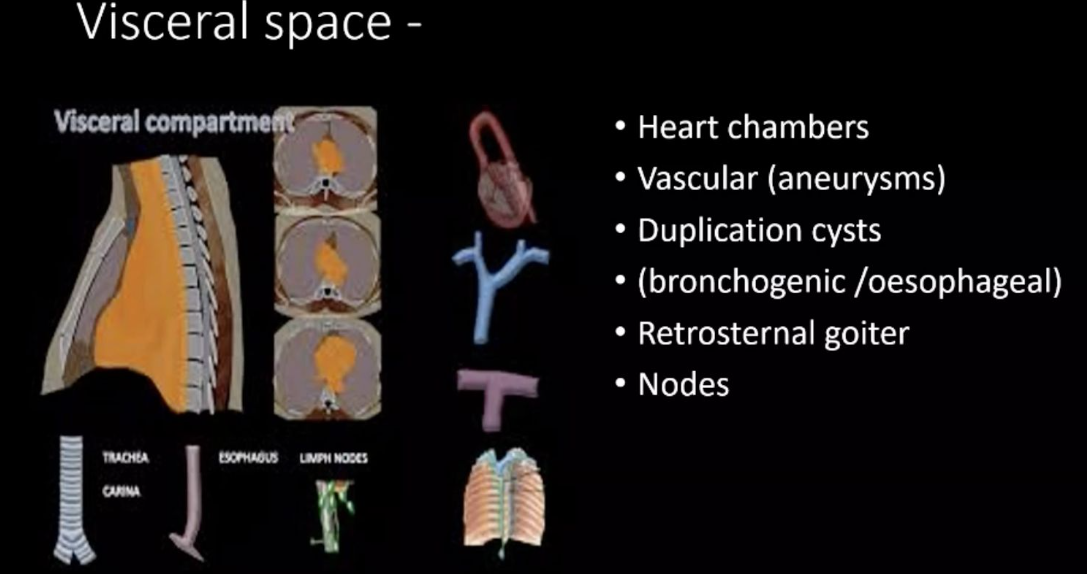 Visceral space -
Visceral compartment
• Heart chambers
• Vascular (aneurysms)
• Duplication cysts
• (bronchogenic /oesophageal)
• Retrosternal goiter
• Nodes
TRACHEA
CARINA
ESOPHAGUS
LIMPH NODES